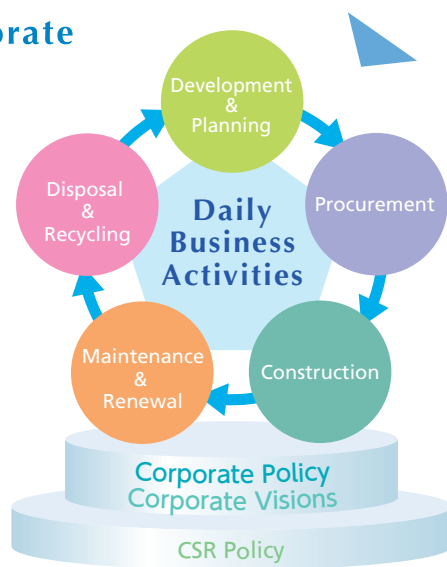 orate
Development
&
Planning
Disposal
&
Recycling
Procurement
Daily
Business
Activities
Maintenance
&
Renewal
Construction
Corporate Policy
Corporate Visions
CSR Policy